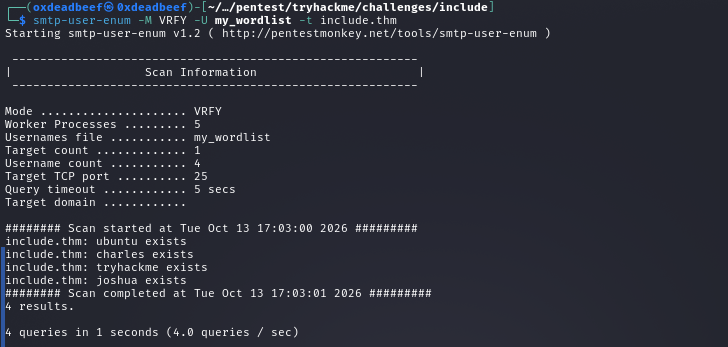 ┌──(oxdeadbeef㉿0xdeadbeef)-[~/…/pentest/tryhackme/challenges/include]
└─$ smtp-user-enum -M VRFY -U my_wordlist -t include.thm
Starting smtp-user-enum v1.2 ( http://pentestmonkey.net/tools/smtp-user-enum )

 ----------------------------------------------------------
|                   Scan Information                       |
 ----------------------------------------------------------

Mode ..................... VRFY
Worker Processes ......... 5
Usernames file ........... my_wordlist
Target count ............. 1
Username count ........... 4
Target TCP port .......... 25
Query timeout ............ 5 secs
Target domain ............

######## Scan started at Tue Oct 13 17:03:00 2026 #########
include.thm: ubuntu exists
include.thm: charles exists
include.thm: tryhackme exists
include.thm: joshua exists
######## Scan completed at Tue Oct 13 17:03:01 2026 #########
4 results.

4 queries in 1 seconds (4.0 queries / sec)